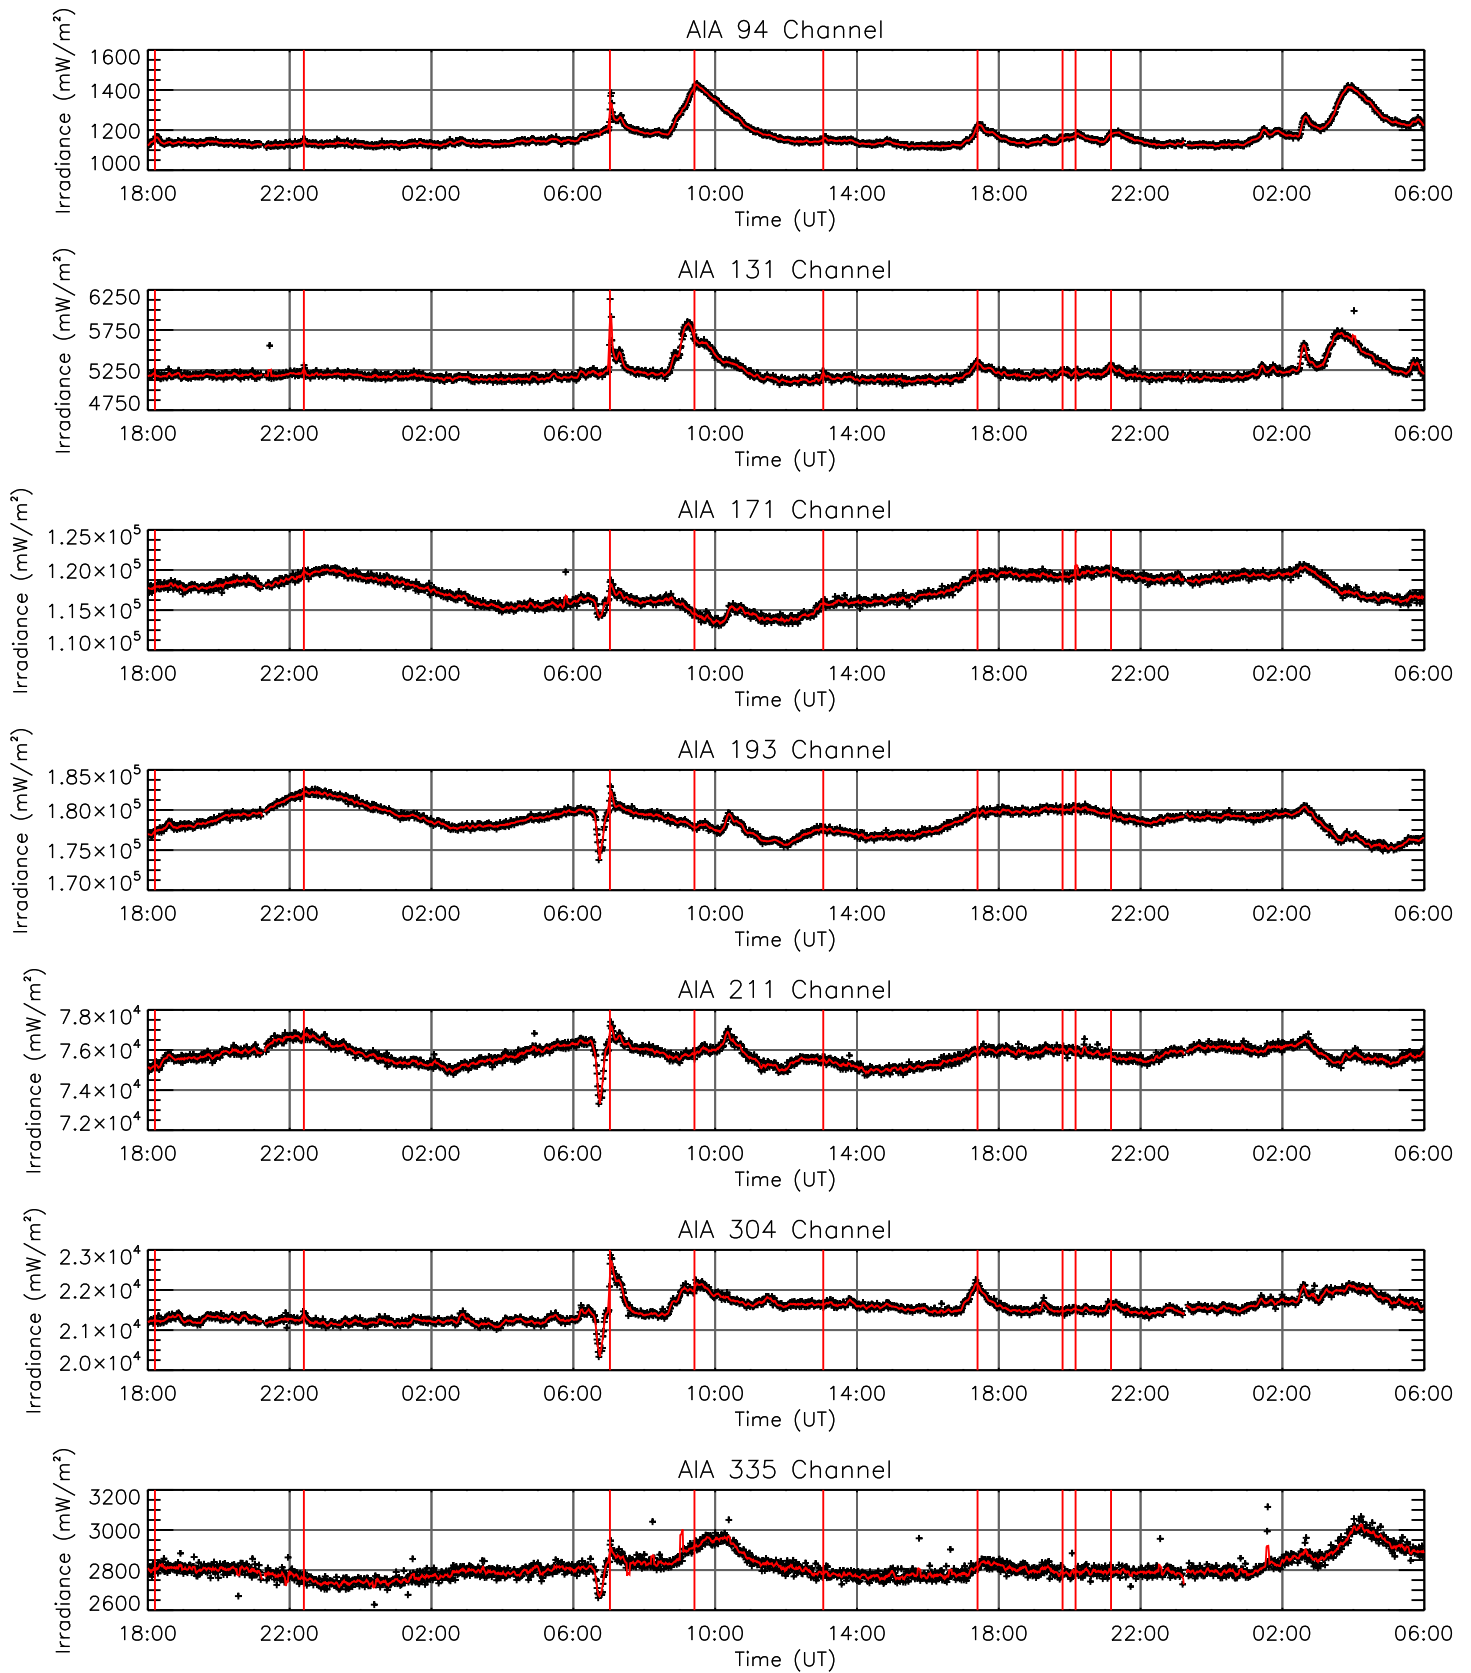 AIA 94 Channel
Irradiance (mW/m²)
1600
1400
1200
1000
18:00 22:00 02:00 06:00 10:00 14:00 18:00 22:00 02:00 06:00
Time (UT)
AIA 131 Channel
Irradiance (mW/m²)
6250
5750
5250
4750
18:00 22:00 02:00 06:00 10:00 14:00 18:00 22:00 02:00 06:00
Time (UT)
AIA 171 Channel
Irradiance (mW/m²)
1.25×10⁵
1.20×10⁵
1.15×10⁵
1.10×10⁵
18:00 22:00 02:00 06:00 10:00 14:00 18:00 22:00 02:00 06:00
Time (UT)
AIA 193 Channel
Irradiance (mW/m²)
1.85×10⁵
1.80×10⁵
1.75×10⁵
1.70×10⁵
18:00 22:00 02:00 06:00 10:00 14:00 18:00 22:00 02:00 06:00
Time (UT)
AIA 211 Channel
Irradiance (mW/m²)
7.8×10⁴
7.6×10⁴
7.4×10⁴
7.2×10⁴
18:00 22:00 02:00 06:00 10:00 14:00 18:00 22:00 02:00 06:00
Time (UT)
AIA 304 Channel
Irradiance (mW/m²)
2.3×10⁴
2.2×10⁴
2.1×10⁴
2.0×10⁴
18:00 22:00 02:00 06:00 10:00 14:00 18:00 22:00 02:00 06:00
Time (UT)
AIA 335 Channel
Irradiance (mW/m²)
3200
3000
2800
2600
18:00 22:00 02:00 06:00 10:00 14:00 18:00 22:00 02:00 06:00
Time (UT)